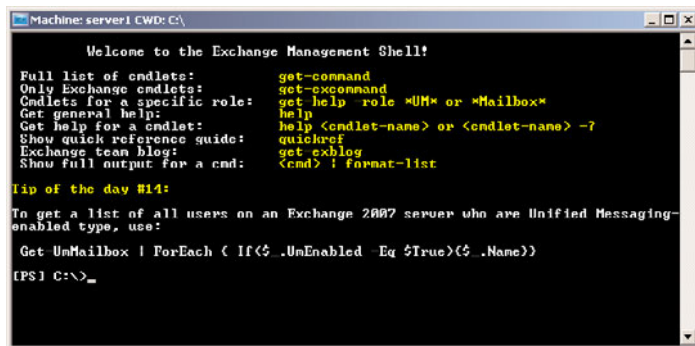 Machine: server1 CWD: C:\
Welcome to the Exchange Management Shell!
Full list of cmdlets: get-command
Only Exchange cmdlets: get-excommand
Cmdlets for a specific role: get-help -role *UM* or *Mailbox*
Get general help: help
Get help for a cmdlet: help <cmdlet-name> or <cmdlet-name> -?
Show quick reference guide: quickref
Exchange team blog: get-exblog
Show full output for a cmd: <cmd> | format-list
Tip of the day #14:
To get a list of all users on an Exchange 2007 server who are Unified Messaging-
enabled type, use:
Get-UmMailbox | ForEach { If($_.UmEnabled -Eq $True){$_.Name}}
[PS] C:\>_